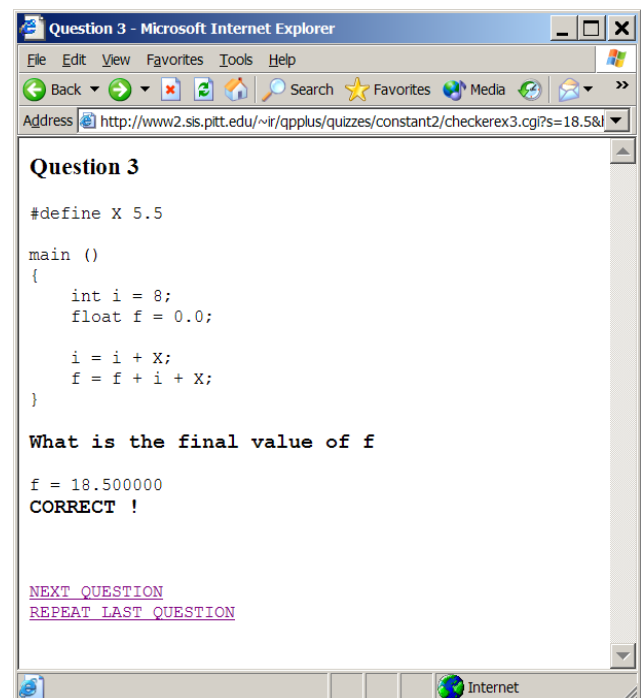 Question 3 - Microsoft Internet Explorer
File Edit View Favorites Tools Help
Back Search Favorites Media »
Address http://www2.sis.pitt.edu/~ir/qpplus/quizzes/constant2/checkerex3.cgi?s=18.5&l
Question 3
#define X 5.5
main ()
{
    int i = 8;
    float f = 0.0;
    i = i + X;
    f = f + i + X;
}
What is the final value of f
f = 18.500000
CORRECT !
NEXT QUESTION
REPEAT LAST QUESTION
Internet